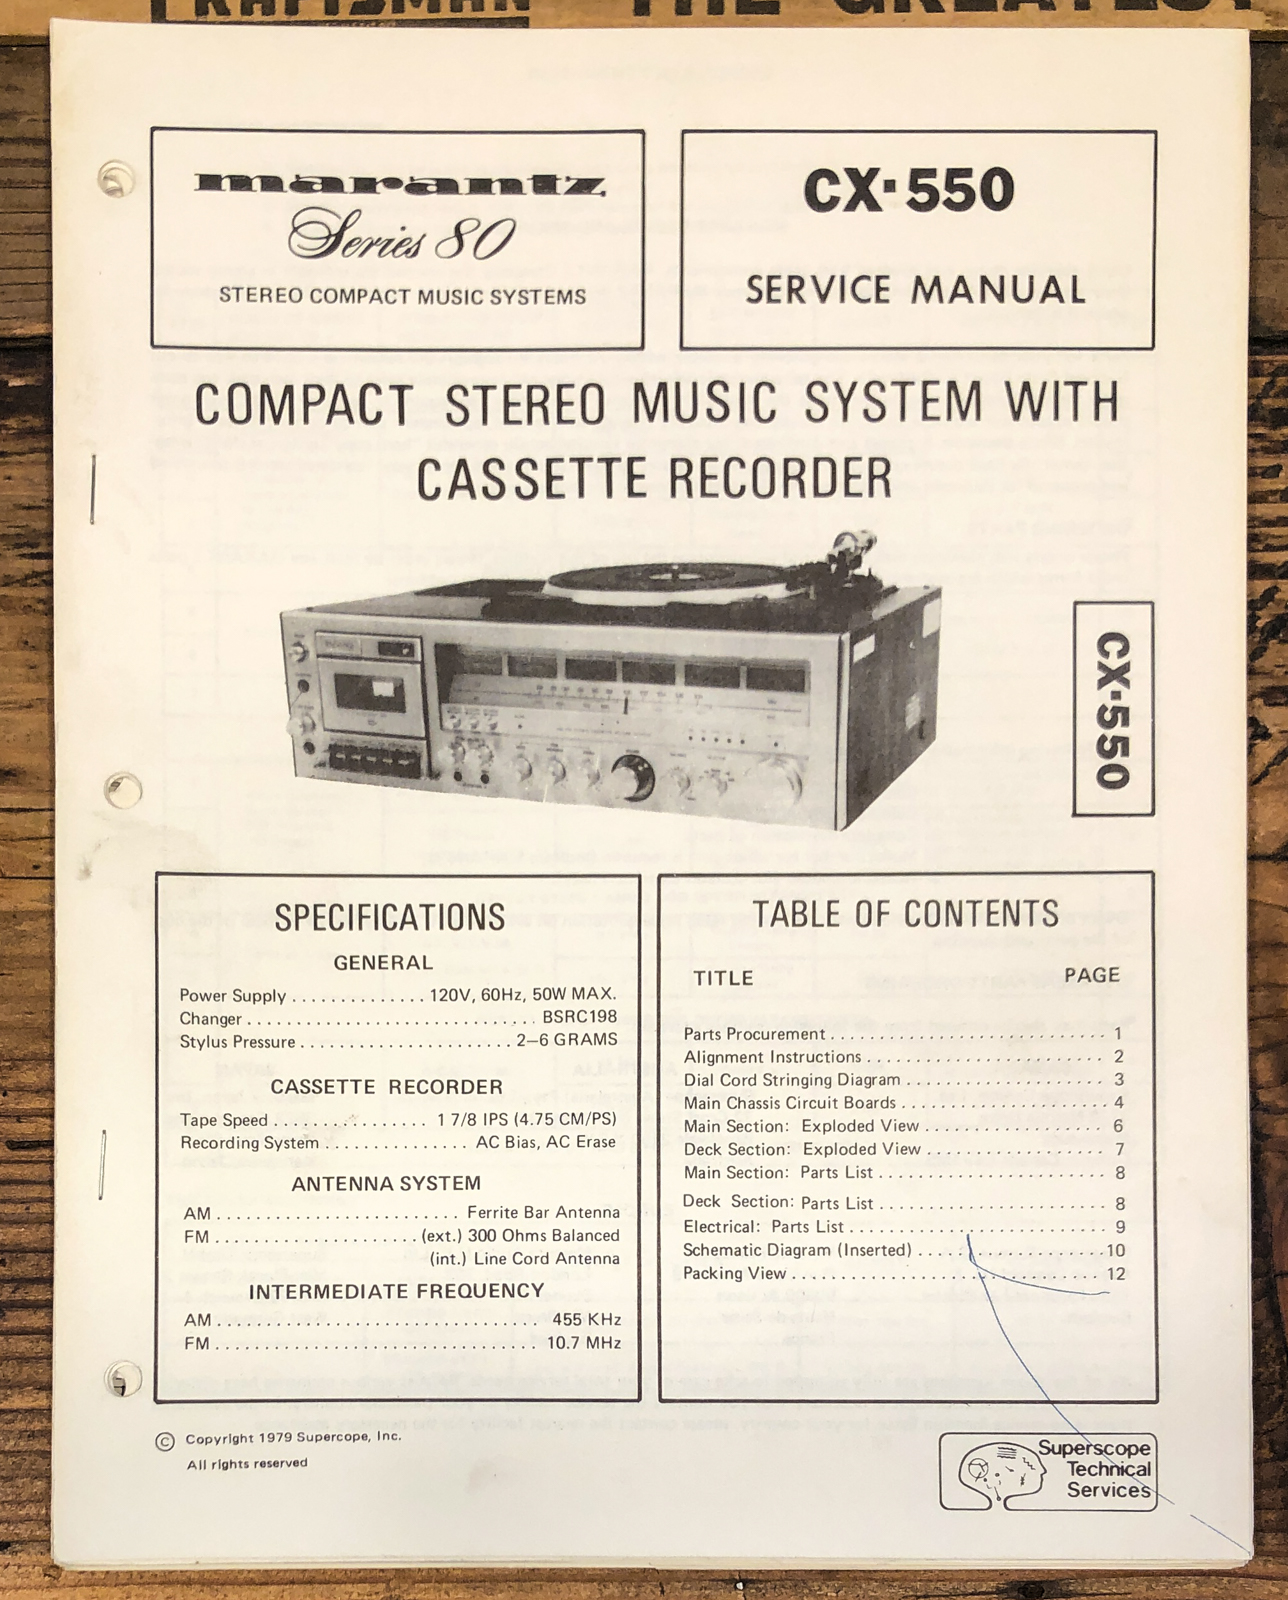 THE GREATEST
marantz
Series 80
STEREO COMPACT MUSIC SYSTEMS
CX·550
SERVICE MANUAL
COMPACT STEREO MUSIC SYSTEM WITH
CASSETTE RECORDER
CX·550
SPECIFICATIONS
GENERAL
Power Supply . . . . . . . . . . . . . 120V, 60Hz, 50W MAX.
Changer . . . . . . . . . . . . . . . . . . . . . . . . . . . . BSRC198
Stylus Pressure . . . . . . . . . . . . . . . . . . . . . 2–6 GRAMS
CASSETTE RECORDER
Tape Speed . . . . . . . . . . . . . . . 1 7/8 IPS (4.75 CM/PS)
Recording System . . . . . . . . . . . . . . AC Bias, AC Erase
ANTENNA SYSTEM
AM . . . . . . . . . . . . . . . . . . . . . . . . Ferrite Bar Antenna
FM . . . . . . . . . . . . . . . . . . . . (ext.) 300 Ohms Balanced
(int.) Line Cord Antenna
INTERMEDIATE FREQUENCY
AM . . . . . . . . . . . . . . . . . . . . . . . . . . . . . . . . 455 KHz
FM . . . . . . . . . . . . . . . . . . . . . . . . . . . . . . . . 10.7 MHz
TABLE OF CONTENTS
TITLE PAGE
Parts Procurement . . . . . . . . . . . . . . . . . . . . . . . . . . . 1
Alignment Instructions . . . . . . . . . . . . . . . . . . . . . . . 2
Dial Cord Stringing Diagram . . . . . . . . . . . . . . . . . . . 3
Main Chassis Circuit Boards . . . . . . . . . . . . . . . . . . . . 4
Main Section: Exploded View . . . . . . . . . . . . . . . . . . 6
Deck Section: Exploded View . . . . . . . . . . . . . . . . . . 7
Main Section: Parts List . . . . . . . . . . . . . . . . . . . . . . 8
Deck Section: Parts List . . . . . . . . . . . . . . . . . . . . . . 8
Electrical: Parts List . . . . . . . . . . . . . . . . . . . . . . . . . 9
Schematic Diagram (Inserted) . . . . . . . . . . . . . . . . . . 10
Packing View . . . . . . . . . . . . . . . . . . . . . . . . . . . . . . 12
© Copyright 1979 Supercope, Inc.
All rights reserved
Superscope
Technical
Services